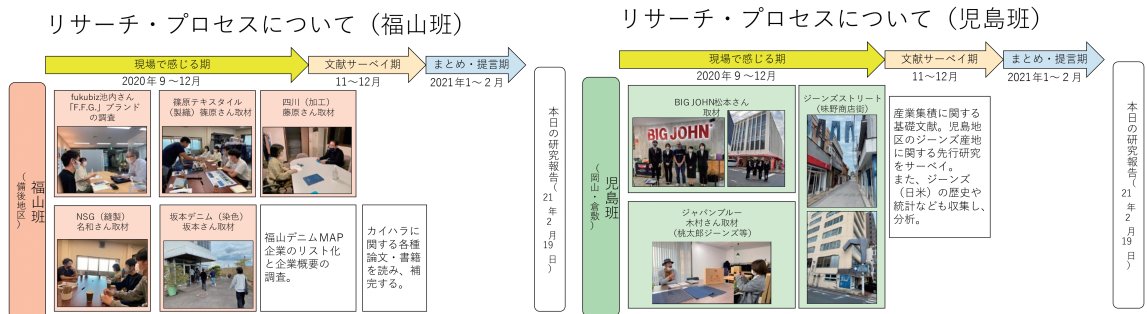 リサーチ・プロセスについて（福山班）
現場で感じる期
文献サーベイ期
まとめ・提言期
2020年９～12月
11～12月
2021年1～２月
福山班
（備後地区）
fukubiz池内さん
「F.F.G.」ブランド
の調査
篠原テキスタイル
（製織）篠原さん取材
四川（加工）
藤原さん取材
NSG（縫製）
名和さん取材
坂本デニム（染色）
坂本さん取材
福山デニムMAP
企業のリスト化
と企業概要の
調査。
カイハラに
関する各種
論文・書籍
を読み、補
完する。
本日の研究報告（21年２月19日）
リサーチ・プロセスについて（児島班）
現場で感じる期
文献サーベイ期
まとめ・提言期
2020年９～12月
11～12月
2021年1～２月
児島班
（岡山・倉敷）
BIG JOHN松本さん
取材
BIG JOHN
ジーンズストリート
（味野商店街）
ジャパンブルー
木村さん取材
（桃太郎ジーンズ等）
産業集積に関する
基礎文献。児島地
区のジーンズ産地
に関する先行研究
をサーベイ。
また、ジーンズ
（日米）の歴史や
統計なども収集し、
分析。
本日の研究報告（21年２月19日）